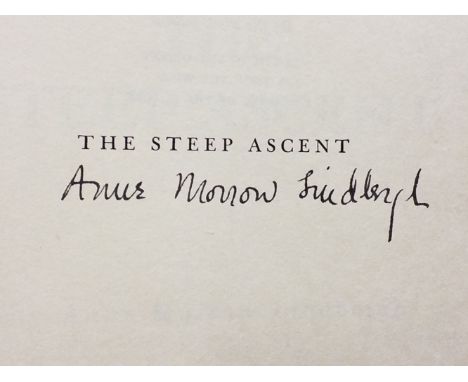 THE STEEP ASCENT
Anne Morrow Lindbergh